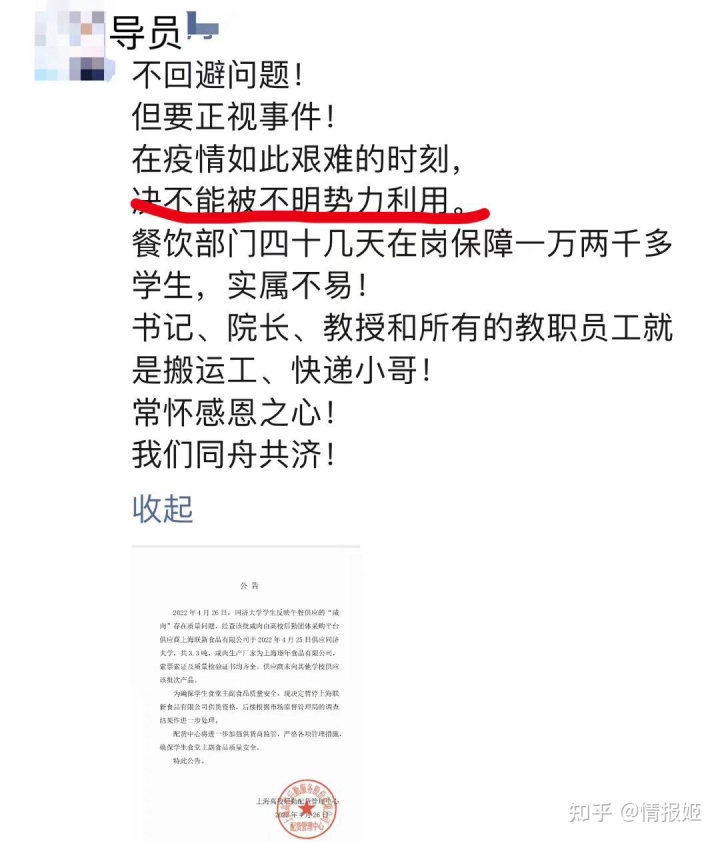 导员
不回避问题！
但要正视事件！
在疫情如此艰难的时刻，
决不能被不明势力利用。
餐饮部门四十几天在岗保障一万两千多
学生，实属不易！
书记、院长、教授和所有的教职员工就
是搬运工、快递小哥！
常怀感恩之心！
我们同舟共济！
收起
公 告
2022 年 4 月 26 日，同济大学学生反映午餐供应的“咸
肉”存在质量问题，经查该批咸肉由高校后勤团体采购平台
供应商上海联新食品有限公司于 2022 年 4 月 25 日供应同济
大学，共 3.3 吨，咸肉生产厂家为上海璟年食品有限公司，
索票索证及质量检验证书均齐全。供应商未向其他学校供应
该批次产品。
为确保学生食堂主副食品质量安全，现决定暂停上海联
新食品有限公司供货资格，后续根据市场监督管理局的调查
结果作进一步处理。
配货中心将进一步加强供货商监管，严格各项管理措施，
确保学生食堂主副食品质量安全。
特此公告。
上海高校后勤配货管理中心
2022 年 4 月 26 日
配货管理中心
知乎 @情报姬